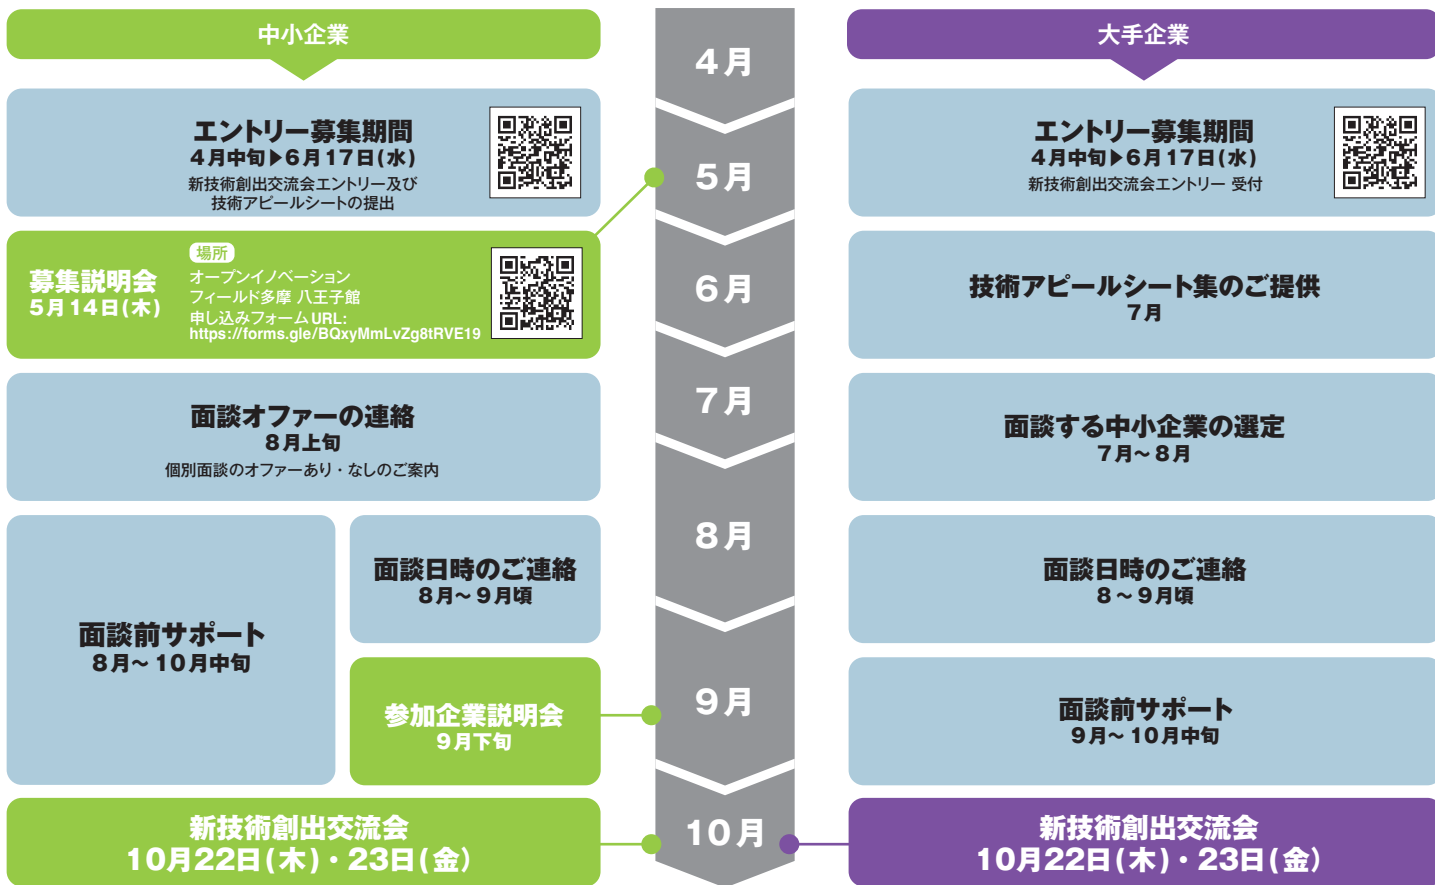 中小企業
エントリー募集期間
4月中旬▶6月17日(水)
新技術創出交流会エントリー及び
技術アピールシートの提出
募集説明会
5月14日(木)
場所
オープンイノベーション
フィールド多摩 八王子館
申し込みフォームURL:
https://forms.gle/BQxyMmLvZg8tRVE19
面談オファーの連絡
8月上旬
個別面談のオファーあり・なしのご案内
面談前サポート
8月～10月中旬
面談日時のご連絡
8月～9月頃
参加企業説明会
9月下旬
新技術創出交流会
10月22日(木)・23日(金)
4月
5月
6月
7月
8月
9月
10月
大手企業
エントリー募集期間
4月中旬▶6月17日(水)
新技術創出交流会エントリー 受付
技術アピールシート集のご提供
7月
面談する中小企業の選定
7月～8月
面談日時のご連絡
8～9月頃
面談前サポート
9月～10月中旬
新技術創出交流会
10月22日(木)・23日(金)